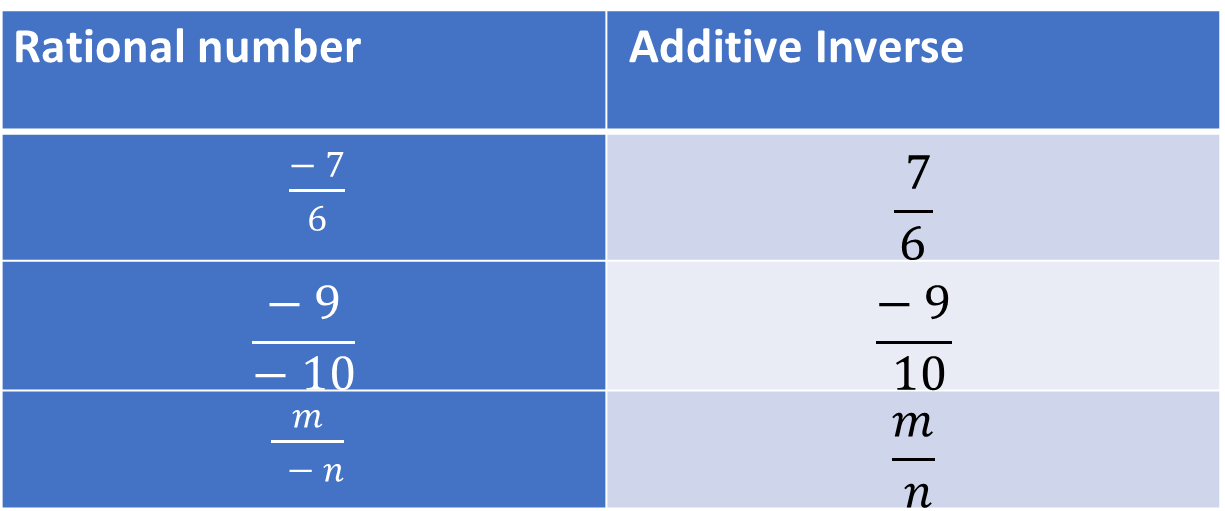 Rational number Additive Inverse
− 7 7
6 6
− 9 − 9
− 10 10
m m
− n n